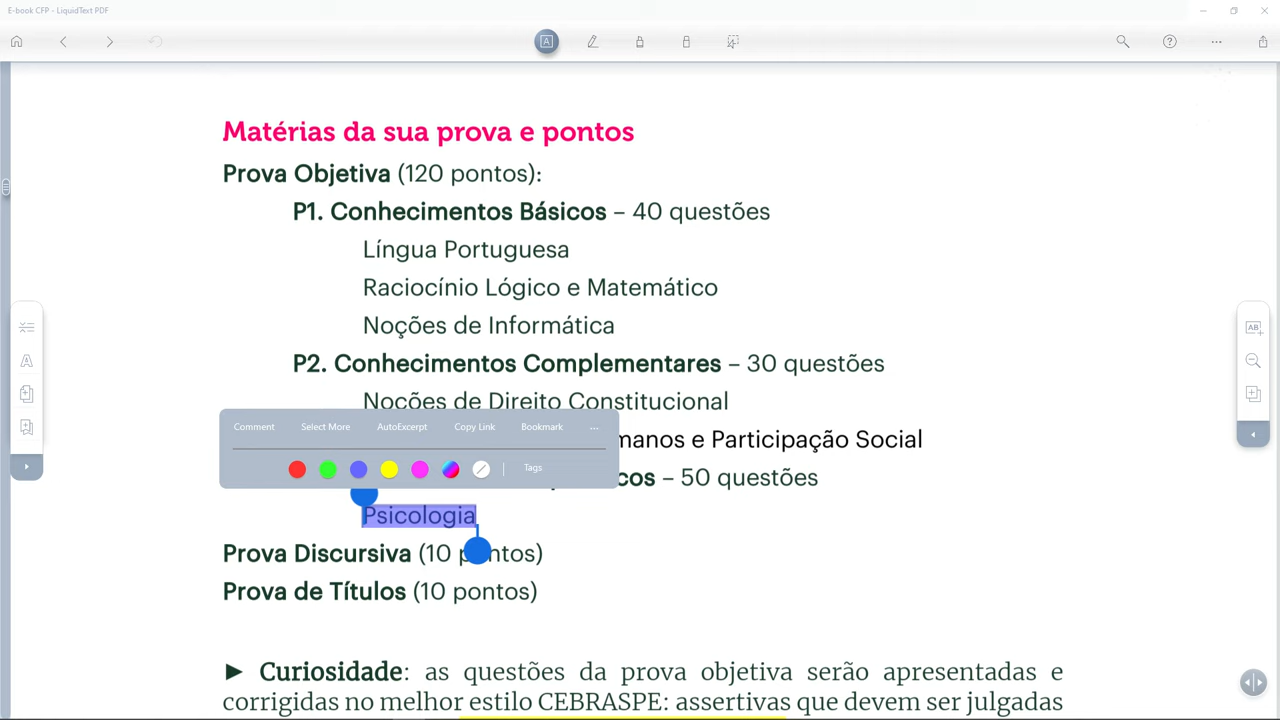 E-book CFP - LiquidText PDF
Matérias da sua prova e pontos
Prova Objetiva (120 pontos):
P1. Conhecimentos Básicos – 40 questões
Língua Portuguesa
Raciocínio Lógico e Matemático
Noções de Informática
P2. Conhecimentos Complementares – 30 questões
Noções de Direito Constitucional
Comment Select More AutoExcerpt Copy Link Bookmark ...
manos e Participação Social
Tags
cos – 50 questões
Psicologia
Prova Discursiva (10 pontos)
Prova de Títulos (10 pontos)
► Curiosidade: as questões da prova objetiva serão apresentadas e
corrigidas no melhor estilo CEBRASPE: assertivas que devem ser julgadas